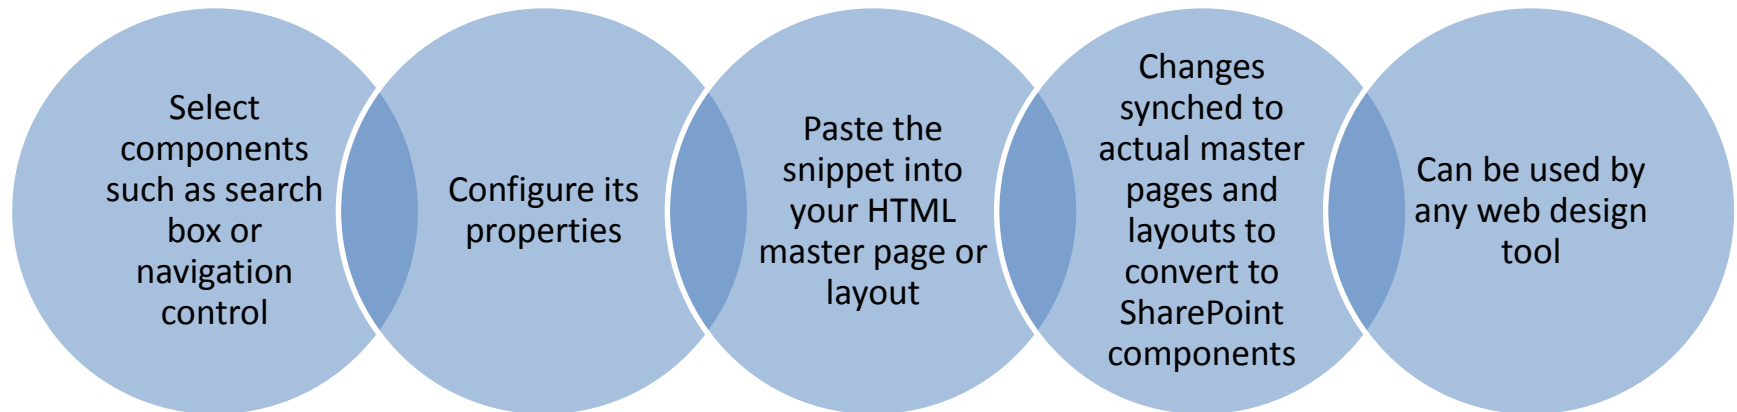 Select
components
such as search
box or
navigation
control
Configure its
properties
Paste the
snippet into
your HTML
master page or
layout
Changes
synched to
actual master
pages and
layouts to
convert to
SharePoint
components
Can be used by
any web design
tool